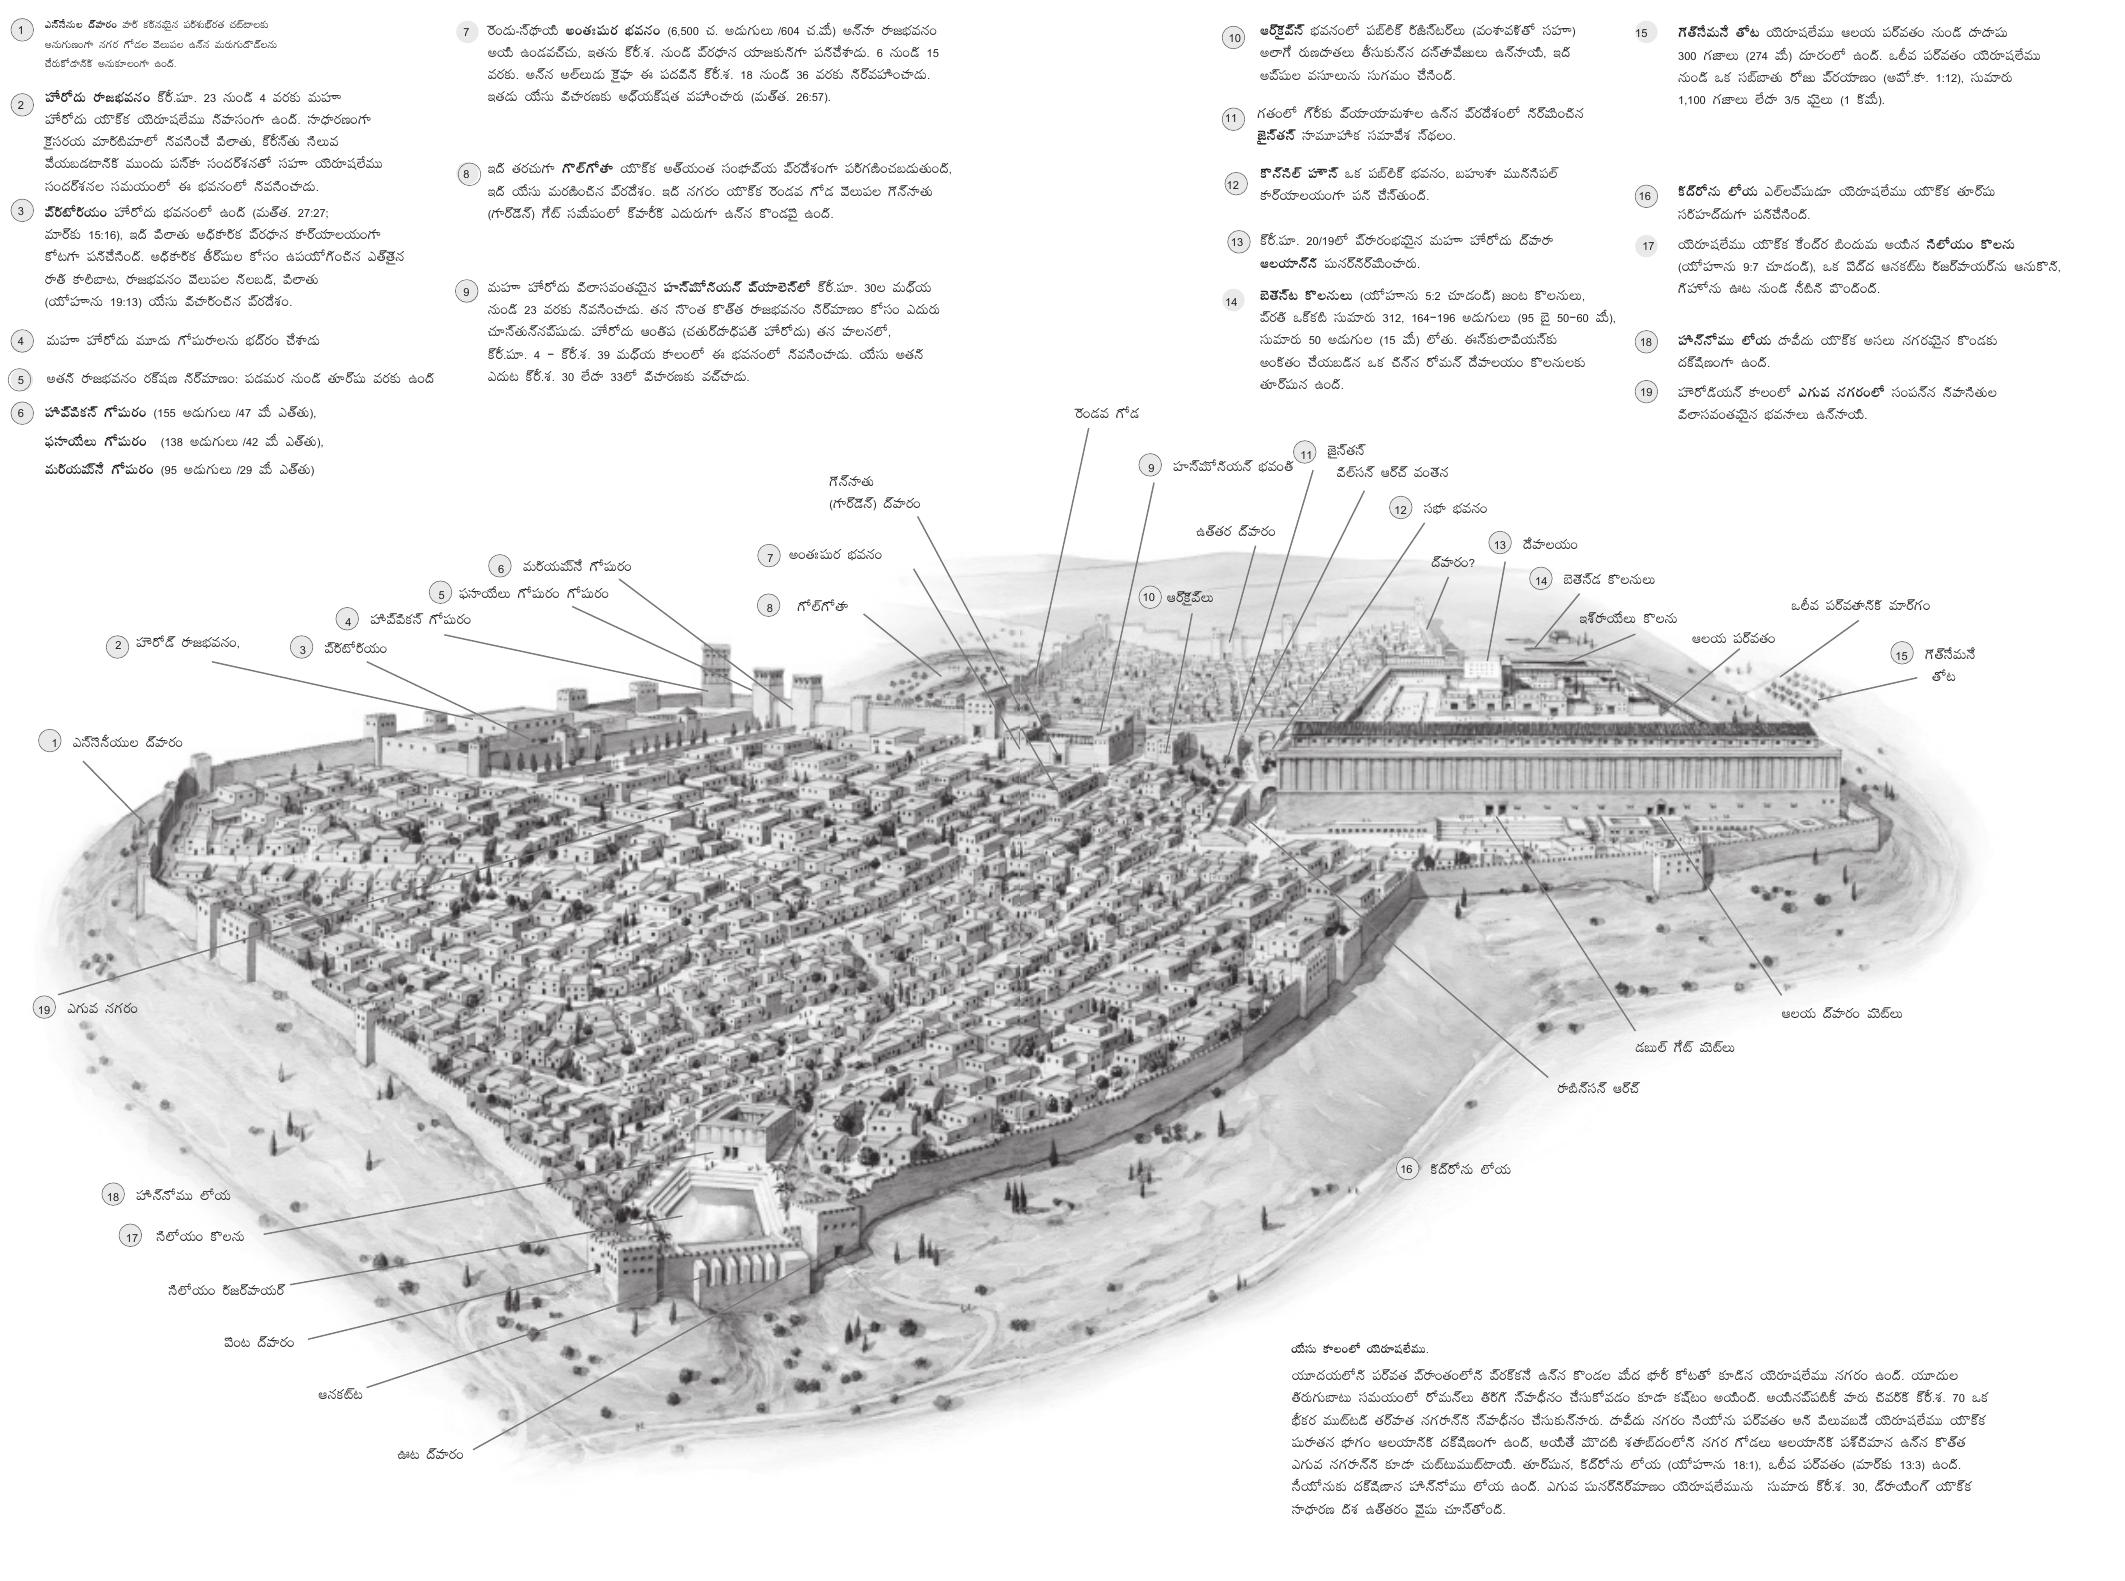 1 ఎస్సేనుల ద్వారం వారి కఠినమైన పరిశుభ్రత చట్టాలకు
అనుగుణంగా నగర గోడల వెలుపల ఉన్న మరుగుదొడ్లను
చేరుకోడానికి అనుకూలంగా ఉంది.
2 హేరోదు రాజభవనం క్రీ.పూ. 23 నుండి 4 వరకు మహా
హేరోదు యొక్క యెరూషలేము నివాసంగా ఉంది. సాధారణంగా
కైసరయ మారిటిమాలో నివసించే పిలాతు, క్రీస్తు సిలువ
వేయబడటానికి ముందు పస్కా సందర్శనతో సహా యెరూషలేము
సందర్శనల సమయంలో ఈ భవనంలో నివసించాడు.
3 ప్రిటోరియం హేరోదు భవనంలో ఉంది (మత్త. 27:27;
మార్కు 15:16), ఇది పిలాతు అధికారిక ప్రధాన కార్యాలయంగా
కోటగా పనిచేసింది. అధికారిక తీర్పుల కోసం ఉపయోగించిన ఎత్తైన
రాతి కాలిబాట, రాజభవనం వెలుపల నిలబడి, పిలాతు
(యోహాను 19:13) యేసు విచారించిన ప్రదేశం.
4 మహా హేరోదు మూడు గోపురాలను భద్రం చేశాడు
5 అతని రాజభవనం రక్షణ నిర్మాణం: పడమర నుండి తూర్పు వరకు ఉంది
6 హిప్పికస్ గోపురం (155 అడుగులు /47 మీ ఎత్తు),
ఫసాయేలు గోపురం (138 అడుగులు /42 మీ ఎత్తు),
మరియమ్నే గోపురం (95 అడుగులు /29 మీ ఎత్తు)
7 రెండు-స్థాయి అంతఃపుర భవనం (6,500 చ. అడుగులు /604 చ.మీ) అన్నా రాజభవనం
అయి ఉండవచ్చు, ఇతను క్రీ.శ. నుండి ప్రధాన యాజకునిగా పనిచేశాడు. 6 నుండి 15
వరకు. అన్న అల్లుడు కైఫా ఈ పదవిని క్రీ.శ. 18 నుండి 36 వరకు నిర్వహించాడు.
ఇతడు యేసు విచారణకు అధ్యక్షత వహించారు (మత్త. 26:57).
8 ఇది తరచుగా గొల్గోతా యొక్క అత్యంత సంభావ్య ప్రదేశంగా పరిగణించబడుతుంది,
ఇది యేసు మరణించిన ప్రదేశం. ఇది నగరం యొక్క రెండవ గోడ వెలుపల గెన్నాతు
(గార్డెన్) గేట్ సమీపంలో క్వారీకి ఎదురుగా ఉన్న కొండపై ఉంది.
9 మహా హేరోదు విలాసవంతమైన హస్మోనియన్ ప్యాలెస్‌లో క్రీ.పూ. 30ల మధ్య
నుండి 23 వరకు నివసించాడు. తన సొంత కొత్త రాజభవనం నిర్మాణం కోసం ఎదురు
చూస్తున్నప్పుడు. హేరోదు ఆంతిప (చతుర్దాధిపతి హేరోదు) తన పాలనలో,
క్రీ.పూ. 4 – క్రీ.శ. 39 మధ్య కాలంలో ఈ భవనంలో నివసించాడు. యేసు అతని
ఎదుట క్రీ.శ. 30 లేదా 33లో విచారణకు వచ్చాడు.
10 ఆర్కైవ్స్ భవనంలో పబ్లిక్ రిజిస్టర్లు (వంశావళితో సహా)
అలాగే రుణదాతలు తీసుకున్న దస్తావేజులు ఉన్నాయి, ఇది
అప్పుల వసూలును సుగమం చేసింది.
11 గతంలో గ్రీకు వ్యాయామశాల ఉన్న ప్రదేశంలో నిర్మించిన
జైస్తస్ సామూహిక సమావేశ స్థలం.
12 కౌన్సిల్ హౌస్ ఒక పబ్లిక్ భవనం, బహుశా మున్సిపల్
కార్యాలయంగా పని చేస్తుంది.
13 క్రీ.పూ. 20/19లో ప్రారంభమైన మహా హేరోదు ద్వారా
ఆలయాన్ని పునర్నిర్మించారు.
14 బెతెస్ట కొలనులు (యోహాను 5:2 చూడండి) జంట కొలనులు,
ప్రతి ఒక్కటి సుమారు 312, 164–196 అడుగులు (95 బై 50–60 మీ),
సుమారు 50 అడుగుల (15 మీ) లోతు. ఈస్కులాపియస్‌కు
అంకితం చేయబడిన ఒక చిన్న రోమన్ దేవాలయం కొలనులకు
తూర్పున ఉంది.
15 గెత్సేమనే తోట యెరూషలేము ఆలయ పర్వతం నుండి దాదాపు
300 గజాలు (274 మీ) దూరంలో ఉంది. ఒలీవ పర్వతం యెరూషలేము
నుండి ఒక సబ్బాతు రోజు ప్రయాణం (అపొ.కా. 1:12), సుమారు
1,100 గజాలు లేదా 3/5 మైలు (1 కిమీ).
16 కిద్రోను లోయ ఎల్లప్పుడూ యెరూషలేము యొక్క తూర్పు
సరిహద్దుగా పనిచేసింది.
17 యెరూషలేము యొక్క కేంద్ర బిందువు అయిన సిలోయం కొలను
(యోహాను 9:7 చూడండి), ఒక పెద్ద ఆనకట్ట రిజర్వాయర్‌ను ఆనుకొని,
గిహోను ఊట నుండి నీటిని పొందింది.
18 హిన్నోము లోయ దావీదు యొక్క అసలు నగరమైన కొండకు
దక్షిణంగా ఉంది.
19 హెరోడియన్ కాలంలో ఎగువ నగరంలో సంపన్న నివాసితుల
విలాసవంతమైన భవనాలు ఉన్నాయి.
రెండవ గోడ
9 హస్మోనియన్ భవంతి
11 జైస్తస్
విల్సన్ ఆర్చ్ వంతెన
గెన్నాతు
(గార్డెన్) ద్వారం
12 సభా భవనం
ఉత్తర ద్వారం
13 దేవాలయం
7 అంతఃపుర భవనం
ద్వారం?
6 మరియమ్నే గోపురం
14 బెతెస్డ కొలనులు
5 ఫసాయేలు గోపురం గోపురం
10 ఆర్కైవ్‌లు
8 గోల్గోతా
ఒలీవ పర్వతానికి మార్గం
4 హిప్పికస్ గోపురం
ఇశ్రాయేలు కొలను
ఆలయ పర్వతం
2 హెరోడ్ రాజభవనం,
3 ప్రిటోరియం
15 గెత్సేమనే
తోట
1 ఎస్సెనీయుల ద్వారం
19 ఎగువ నగరం
ఆలయ ద్వారం మెట్లు
డబుల్ గేట్ మెట్లు
రాబిన్సన్ ఆర్చ్
16 కిద్రోను లోయ
18 హిన్నోము లోయ
17 సిలోయం కొలను
సిలోయం రిజర్వాయర్
పెంట ద్వారం
ఆనకట్ట
ఊట ద్వారం
యేసు కాలంలో యెరూషలేము.
యూదయలోని పర్వత ప్రాంతంలోని ప్రక్కనే ఉన్న కొండల మీద భారీ కోటతో కూడిన యెరూషలేము నగరం ఉంది. యూదుల
తిరుగుబాటు సమయంలో రోమన్లు తిరిగి స్వాధీనం చేసుకోవడం కూడా కష్టం అయింది. అయినప్పటికీ వారు చివరికి క్రీ.శ. 70 ఒక
భీకర ముట్టడి తర్వాత నగరాన్ని స్వాధీనం చేసుకున్నారు. దావీదు నగరం సియోను పర్వతం అని పిలువబడే యెరూషలేము యొక్క
పురాతన భాగం ఆలయానికి దక్షిణంగా ఉంది, అయితే మొదటి శతాబ్దంలోని నగర గోడలు ఆలయానికి పశ్చిమాన ఉన్న కొత్త
ఎగువ నగరాన్ని కూడా చుట్టుముట్టాయి. తూర్పున, కిద్రోను లోయ (యోహాను 18:1), ఒలీవ పర్వతం (మార్కు 13:3) ఉంది.
సీయోనుకు దక్షిణాన హిన్నోము లోయ ఉంది. ఎగువ పునర్నిర్మాణం యెరూషలేమును సుమారు క్రీ.శ. 30, డ్రాయింగ్ యొక్క
సాధారణ దిశ ఉత్తరం వైపు చూస్తోంది.